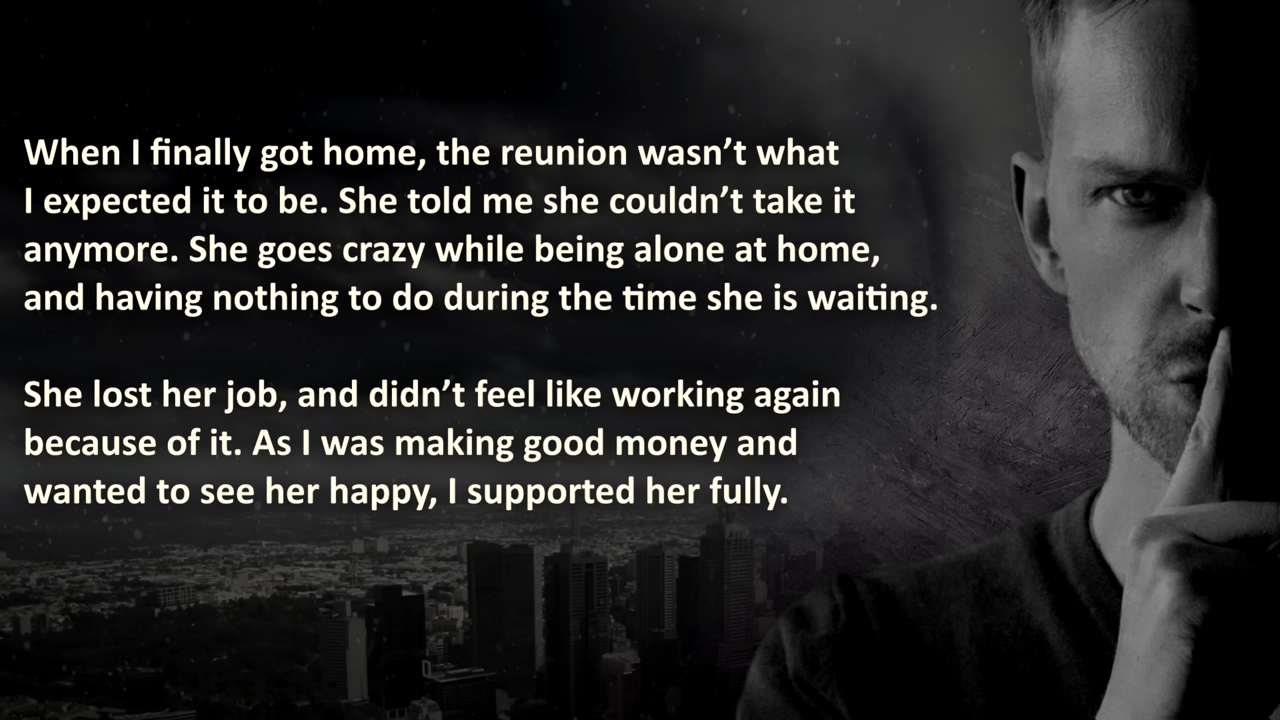 When I finally got home, the reunion wasn’t what
I expected it to be. She told me she couldn’t take it
anymore. She goes crazy while being alone at home,
and having nothing to do during the time she is waiting.
She lost her job, and didn’t feel like working again
because of it. As I was making good money and
wanted to see her happy, I supported her fully.